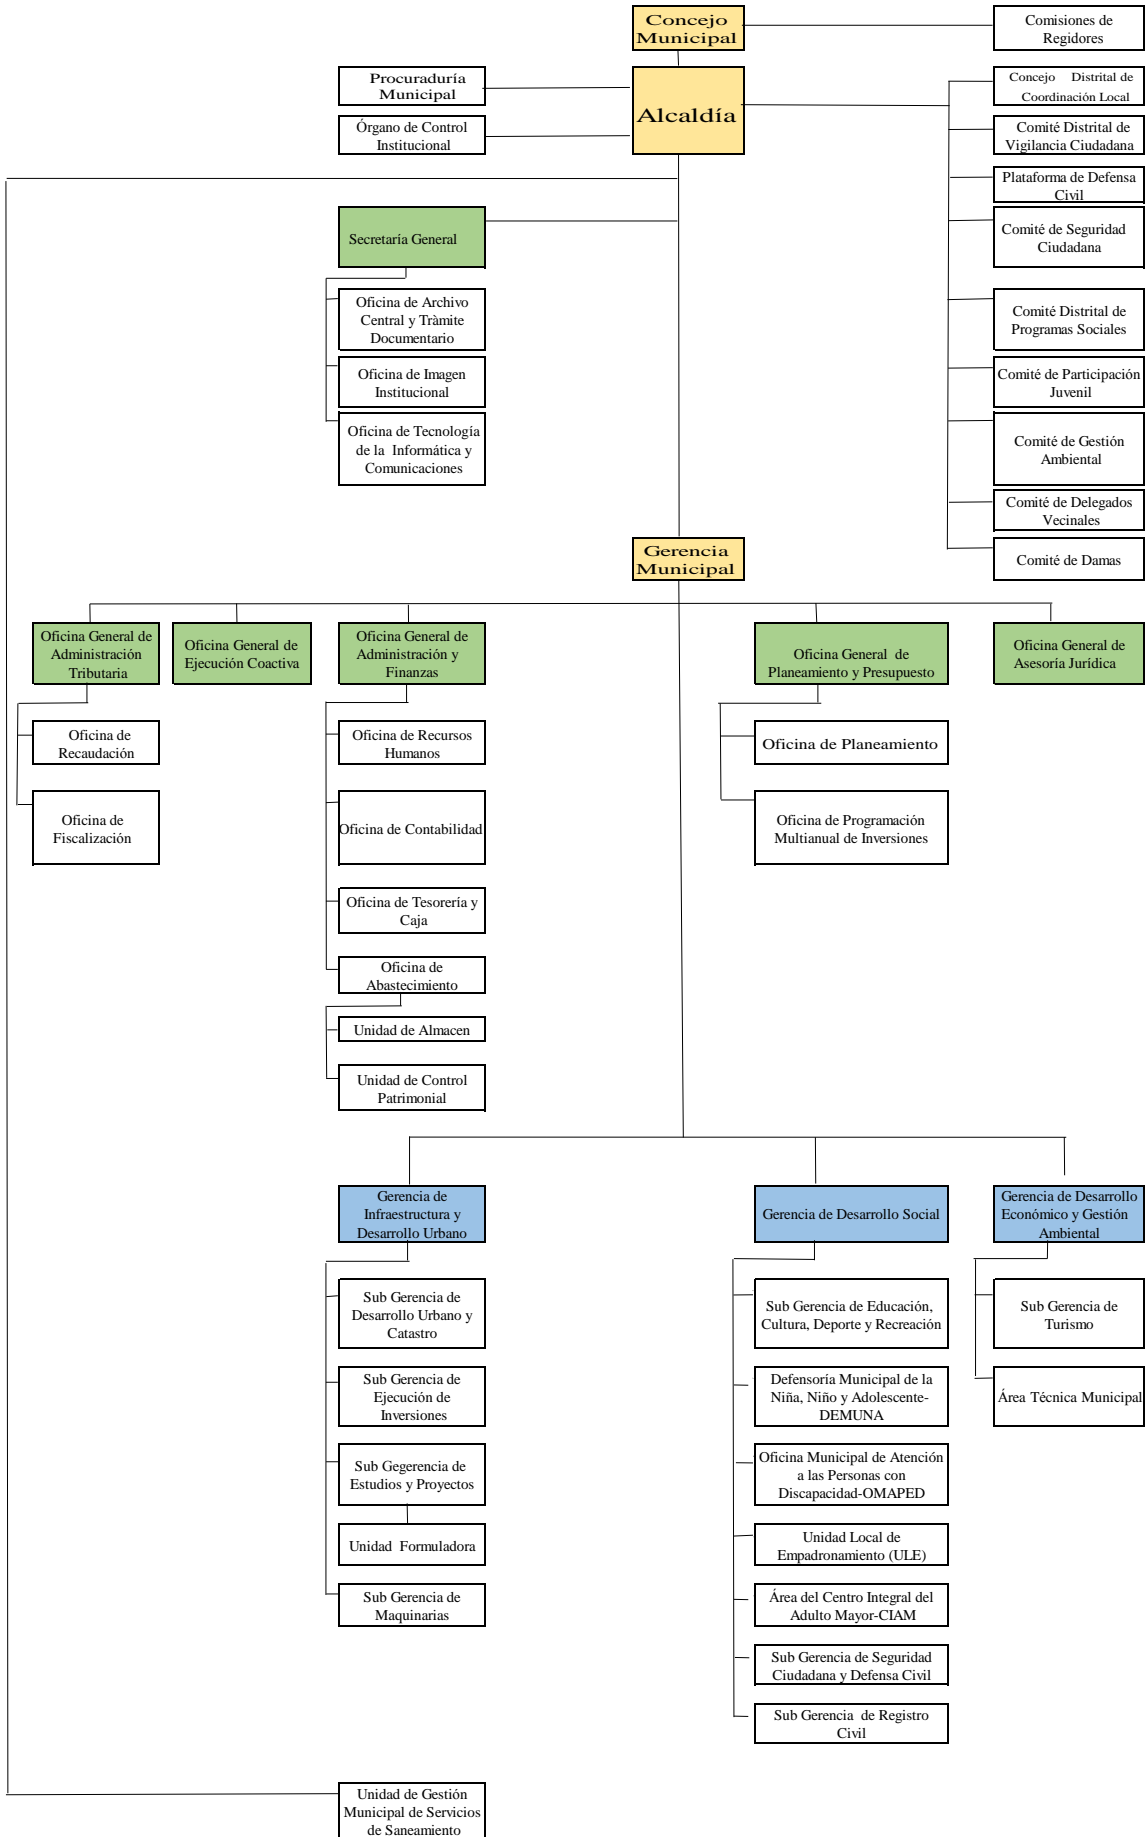 Concejo
Municipal
Comisiones de
Regidores
Procuraduría
Municipal
Alcaldía
Concejo Distrital de
Coordinación Local
Órgano de Control
Institucional
Comité Distrital de
Vigilancia Ciudadana
Plataforma de Defensa
Civil
Secretaría General
Comité de Seguridad
Ciudadana
Oficina de Archivo
Central y Tràmite
Documentario
Comité Distrital de
Programas Sociales
Oficina de Imagen
Institucional
Comité de Participación
Juvenil
Oficina de Tecnología
de la Informática y
Comunicaciones
Comité de Gestión
Ambiental
Comité de Delegados
Vecinales
Gerencia
Municipal
Comité de Damas
Oficina General de
Administración
Tributaria
Oficina General de
Ejecución Coactiva
Oficina General de
Administración y
Finanzas
Oficina General de
Planeamiento y Presupuesto
Oficina General de
Asesoría Jurídica
Oficina de
Recaudación
Oficina de Recursos
Humanos
Oficina de Planeamiento
Oficina de
Fiscalización
Oficina de Contabilidad
Oficina de Programación
Multianual de Inversiones
Oficina de Tesorería y
Caja
Oficina de
Abastecimiento
Unidad de Almacen
Unidad de Control
Patrimonial
Gerencia de
Infraestructura y
Desarrollo Urbano
Gerencia de Desarrollo Social
Gerencia de Desarrollo
Económico y Gestión
Ambiental
Sub Gerencia de
Desarrollo Urbano y
Catastro
Sub Gerencia de Educación,
Cultura, Deporte y Recreación
Sub Gerencia de
Turismo
Sub Gerencia de
Ejecución de
Inversiones
Defensoría Municipal de la
Niña, Niño y Adolescente-
DEMUNA
Área Técnica Municipal
Sub Gegerencia de
Estudios y Proyectos
Oficina Municipal de Atención
a las Personas con
Discapacidad-OMAPED
Unidad Formuladora
Unidad Local de
Empadronamiento (ULE)
Sub Gerencia de
Maquinarias
Área del Centro Integral del
Adulto Mayor-CIAM
Sub Gerencia de Seguridad
Ciudadana y Defensa Civil
Sub Gerencia de Registro
Civil
Unidad de Gestión
Municipal de Servicios
de Saneamiento